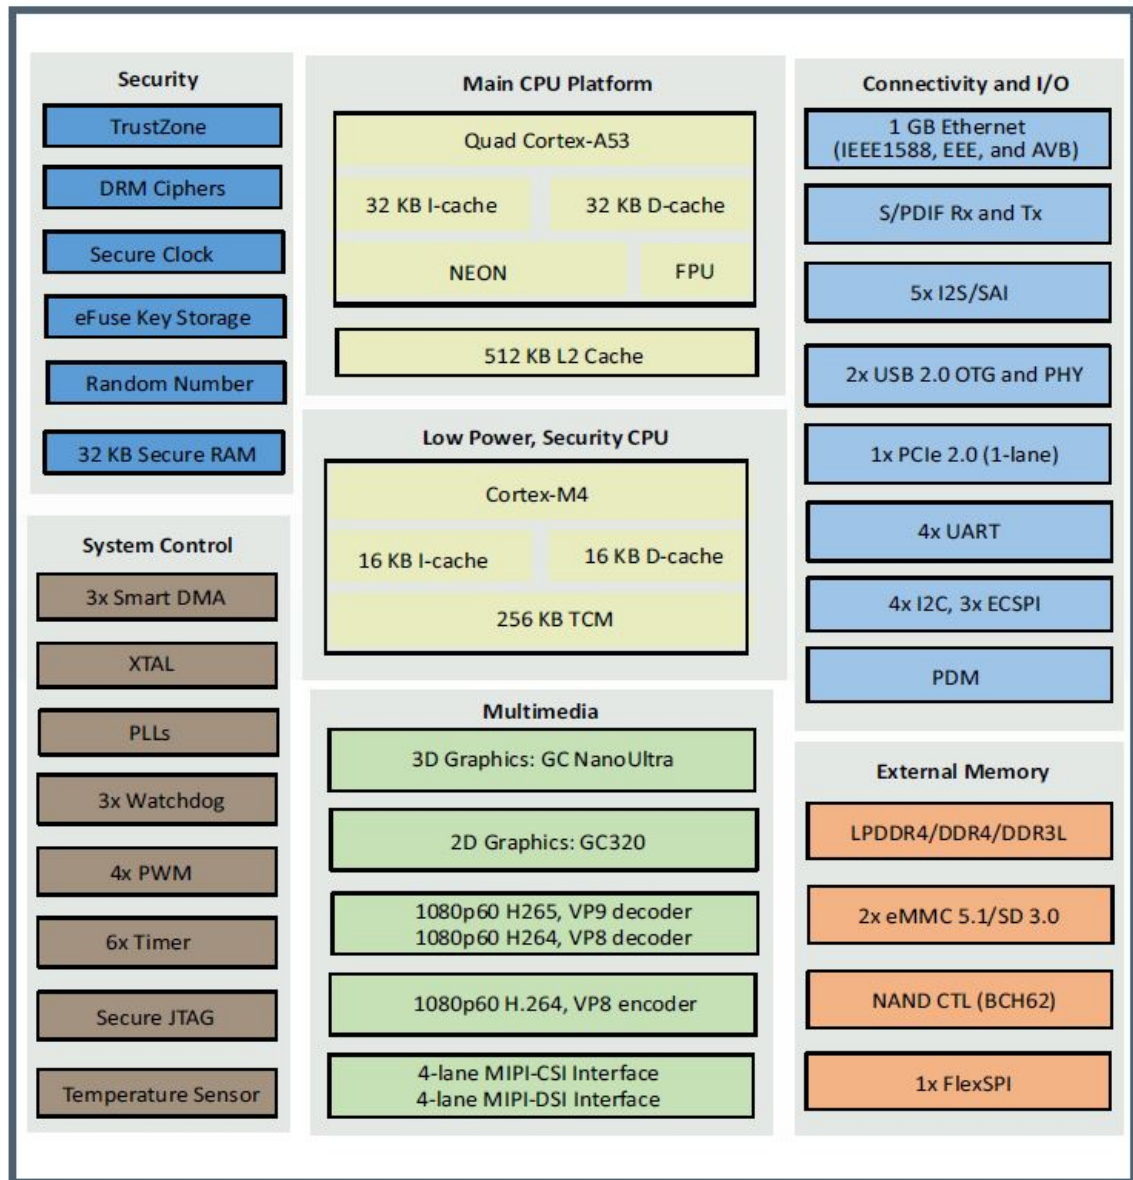 Security
TrustZone
DRM Ciphers
Secure Clock
eFuse Key Storage
Random Number
32 KB Secure RAM
System Control
3x Smart DMA
XTAL
PLLs
3x Watchdog
4x PWM
6x Timer
Secure JTAG
Temperature Sensor
Main CPU Platform
Quad Cortex-A53
32 KB I-cache
32 KB D-cache
NEON
FPU
512 KB L2 Cache
Low Power, Security CPU
Cortex-M4
16 KB I-cache
16 KB D-cache
256 KB TCM
Multimedia
3D Graphics: GC NanoUltra
2D Graphics: GC320
1080p60 H265, VP9 decoder
1080p60 H264, VP8 decoder
1080p60 H.264, VP8 encoder
4-lane MIPI-CSI Interface
4-lane MIPI-DSI Interface
Connectivity and I/O
1 GB Ethernet
(IEEE1588, EEE, and AVB)
S/PDIF Rx and Tx
5x I2S/SAI
2x USB 2.0 OTG and PHY
1x PCIe 2.0 (1-lane)
4x UART
4x I2C, 3x ECSPI
PDM
External Memory
LPDDR4/DDR4/DDR3L
2x eMMC 5.1/SD 3.0
NAND CTL (BCH62)
1x FlexSPI